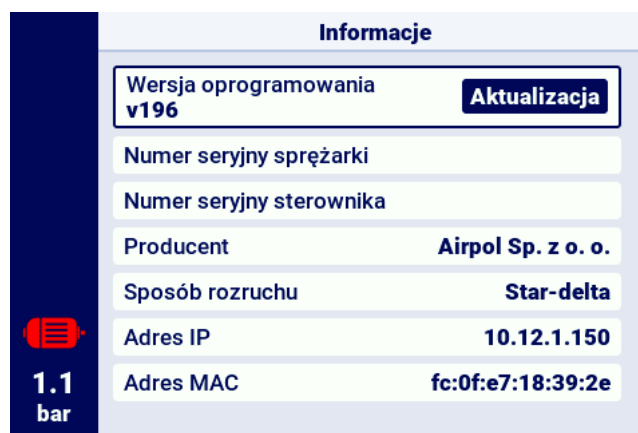 Informacje
Wersja oprogramowania
v196
Aktualizacja
Numer seryjny sprężarki
Numer seryjny sterownika
Producent Airpol Sp. z o. o.
Sposób rozruchu Star-delta
Adres IP 10.12.1.150
Adres MAC fc:0f:e7:18:39:2e
1.1
bar